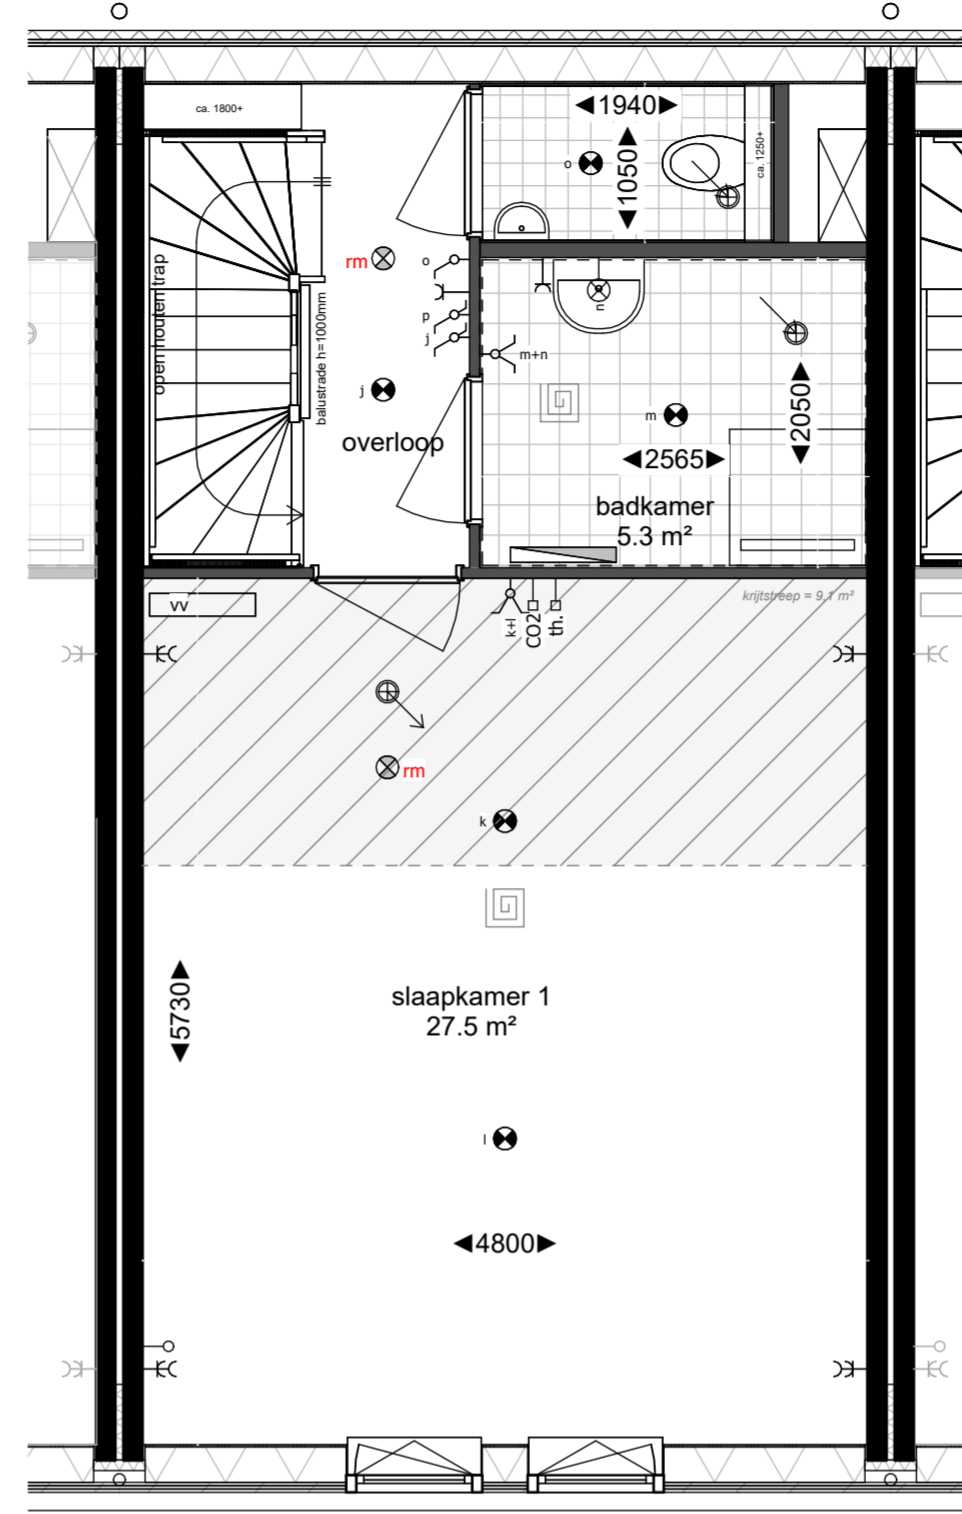 ca. 1800+
1940
1050
ca. 1250+
o
open houten trap
balustrade h=1000mm
rm
o
p
j
n
m+n
j
m
2050
overloop
2565
badkamer
5.3 m²
vv
k+l
CO2
th.
krijtstreep = 9,1 m²
rm
k
5730
slaapkamer 1
27.5 m²
l
4800